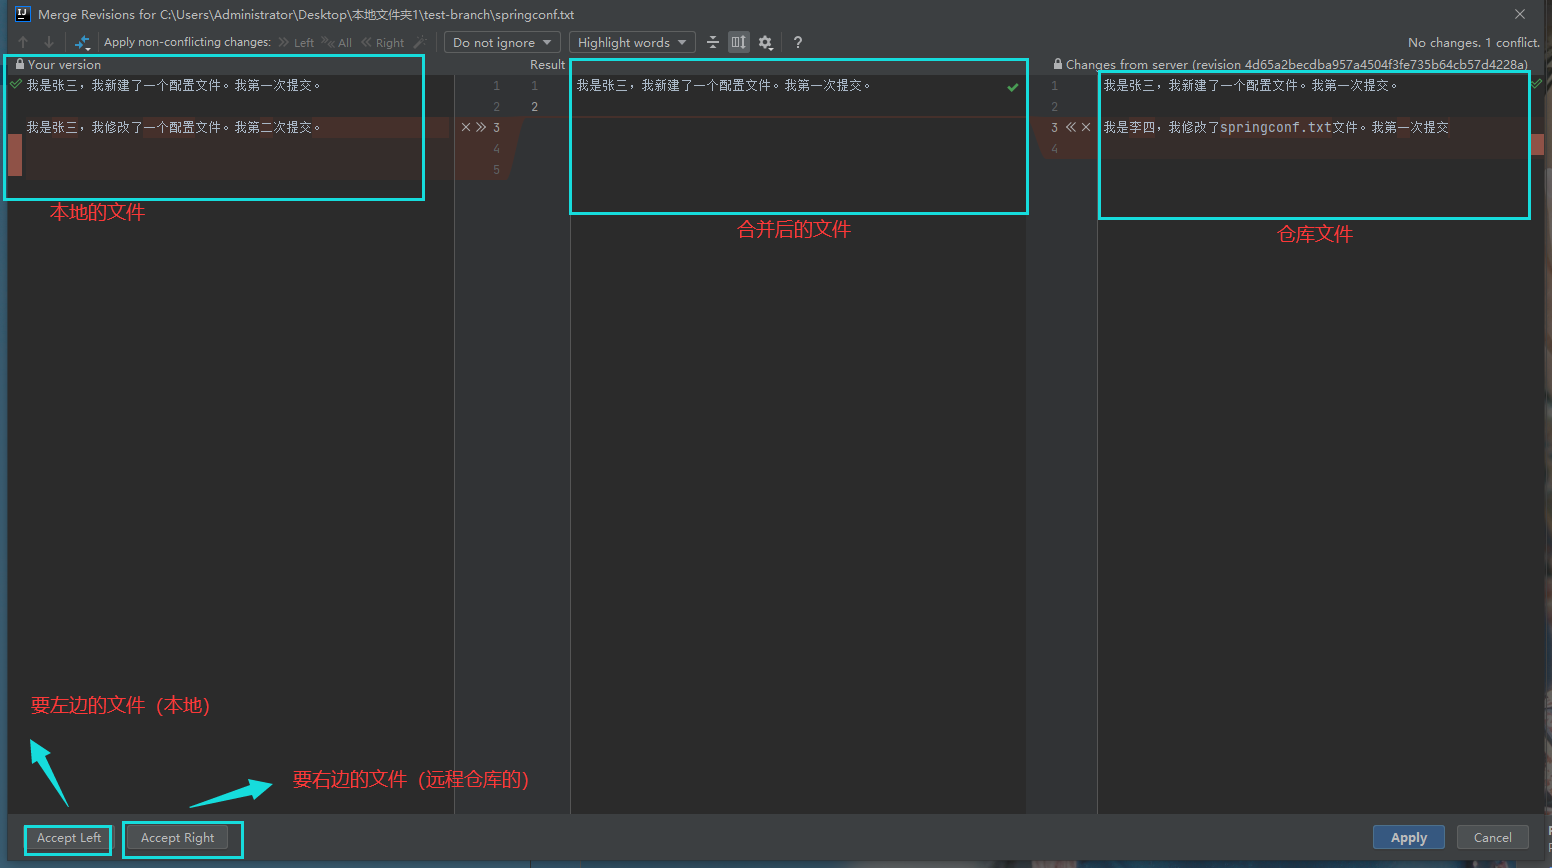 Merge Revisions for C:\Users\Administrator\Desktop\本地文件夹1\test-branch\springconf.txt
Apply non-conflicting changes: Left All Right Do not ignore Highlight words ? No changes. 1 conflict.
Your version Result Changes from server (revision 4d65a2becdba957a4504f3fe735b64cb57d4228a)
我是张三，我新建了一个配置文件。我第一次提交。 1 1 我是张三，我新建了一个配置文件。我第一次提交。 1 我是张三，我新建了一个配置文件。我第一次提交。
2 2 2
我是张三，我修改了一个配置文件。我第二次提交。 3 3 我是李四，我修改了springconf.txt文件。我第一次提交
4 4
5
本地的文件
合并后的文件
仓库文件
要左边的文件（本地）
要右边的文件（远程仓库的）
Accept Left Accept Right Apply Cancel